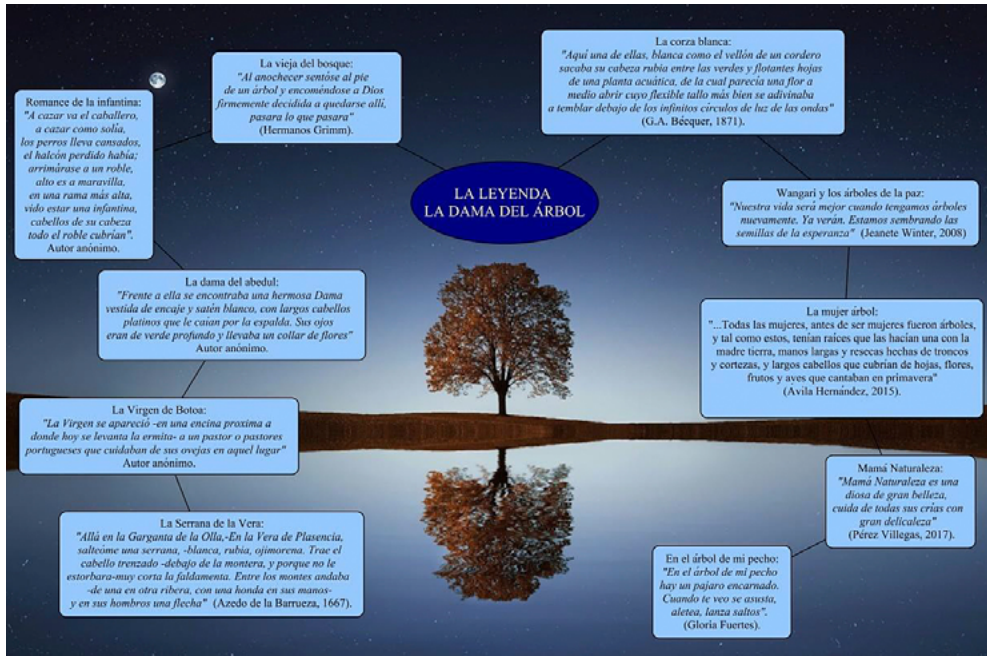 LA LEYENDA
LA DAMA DEL ÁRBOL
La vieja del bosque:
"Al anochecer sentóse al pie
de un árbol y encomendóse a Dios
firmemente decidida a quedarse allí,
pasara lo que pasara"
(Hermanos Grimm).
Romance de la infantina:
"A cazar va el caballero,
a cazar como solía,
los perros lleva cansados,
el halcón perdido había;
arrimárase a un roble,
alto es a maravilla,
en una rama más alta,
vido estar una infantina,
cabellos de su cabeza
todo el roble cubrían".
Autor anónimo.
La dama del abedul:
"Frente a ella se encontraba una hermosa Dama
vestida de encaje y satén blanco, con largos cabellos
platinos que le caían por la espalda. Sus ojos
eran de verde profundo y llevaba un collar de flores"
Autor anónimo.
La Virgen de Botoa:
"La Virgen se apareció -en una encina proxima a
donde hoy se levanta la ermita- a un pastor o pastores
portugueses que cuidaban de sus ovejas en aquel lugar"
Autor anónimo.
La Serrana de la Vera:
"Allá en la Garganta de la Olla,-En la Vera de Plasencia,
salteóme una serrana, -blanca, rubia, ojimorena. Trae el
cabello trenzado -debajo de la montera, y porque no le
estorbara-muy corta la faldamenta. Entre los montes andaba
-de una en otra ribera, con una honda en sus manos-
y en sus hombros una flecha" (Azedo de la Barrueza, 1667).
La corza blanca:
"Aquí una de ellas, blanca como el vellón de un cordero
sacaba su cabeza rubia entre las verdes y flotantes hojas
de una planta acuática, de la cual parecía una flor a
medio abrir cuyo flexible tallo más bien se adivinaba
a temblar debajo de los infinitos círculos de luz de las ondas"
(G.A. Bécquer, 1871).
Wangari y los árboles de la paz:
"Nuestra vida será mejor cuando tengamos árboles
nuevamente. Ya verán. Estamos sembrando las
semillas de la esperanza" (Jeanete Winter, 2008)
La mujer árbol:
"...Todas las mujeres, antes de ser mujeres fueron árboles,
y tal como estos, tenían raíces que las hacían una con la
madre tierra, manos largas y resecas hechas de troncos
y cortezas, y largos cabellos que cubrían de hojas, flores,
frutos y aves que cantaban en primavera"
(Avila Hernández, 2015).
Mamá Naturaleza:
"Mamá Naturaleza es una
diosa de gran belleza,
cuida de todas sus crías con
gran delicaleza"
(Pérez Villegas, 2017).
En el árbol de mi pecho:
"En el árbol de mi pecho
hay un pajaro encarnado.
Cuando te veo se asusta,
aletea, lanza saltos".
(Gloria Fuertes).